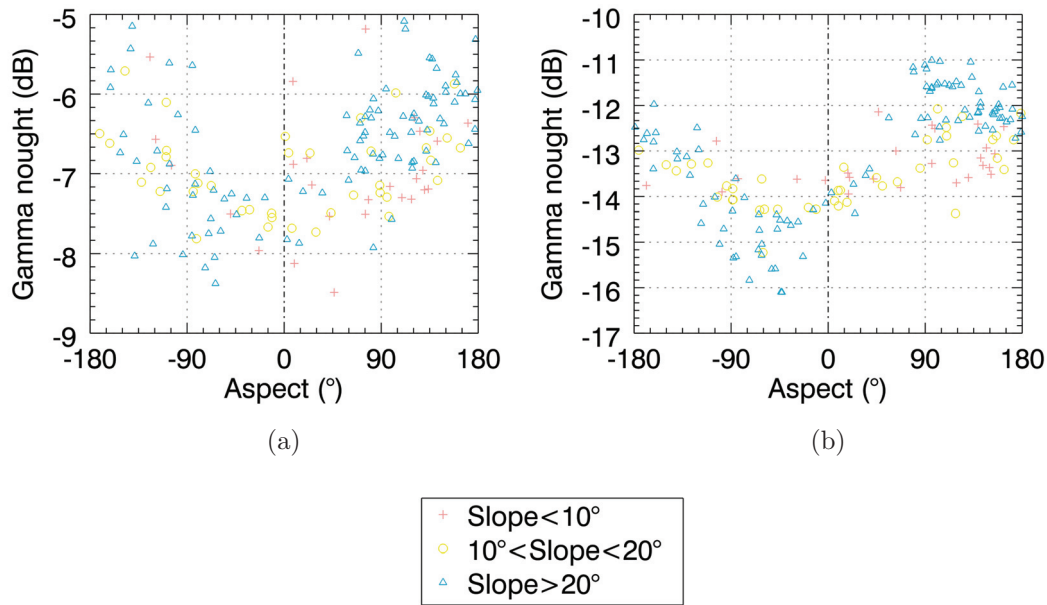 -5
-6
-7
-8
-9
Gamma nought (dB)
-180 -90 0 90 180
Aspect (°)
(a)
-10
-11
-12
-13
-14
-15
-16
-17
Gamma nought (dB)
-180 -90 0 90 180
Aspect (°)
(b)
Slope<10°
10°<Slope<20°
Slope>20°